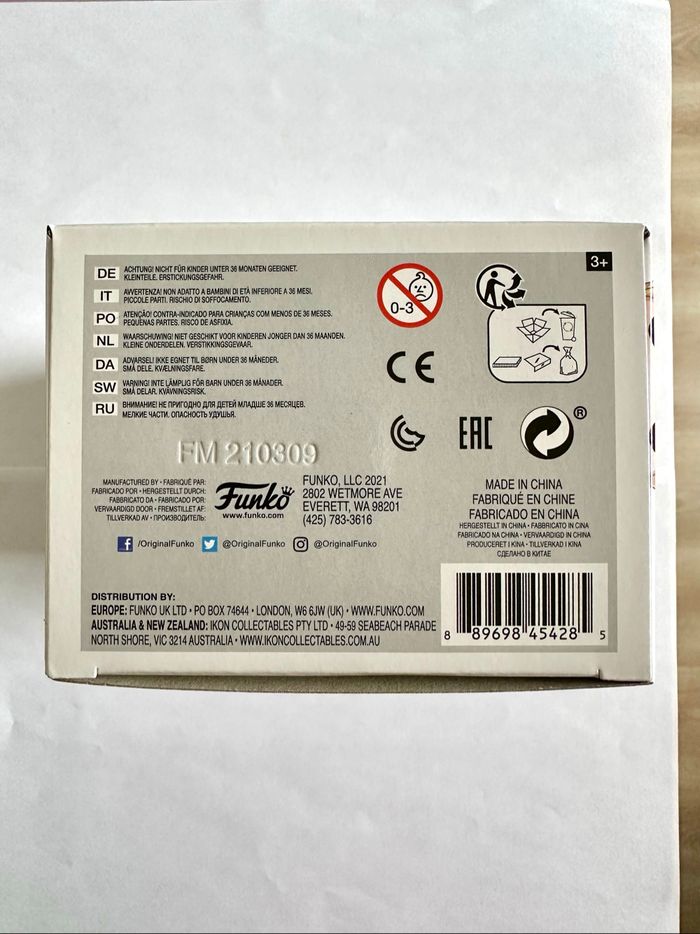 3+
DE ACHTUNG! NICHT FÜR KINDER UNTER 36 MONATEN GEEIGNET.
KLEINTEILE. ERSTICKUNGSGEFAHR.
IT AVVERTENZA! NON ADATTO A BAMBINI DI ETÀ INFERIORE A 36 MESI.
PICCOLE PARTI. RISCHIO DI SOFFOCAMENTO.
PO ATENÇÃO! CONTRA-INDICADO PARA CRIANÇAS COM MENOS DE 36 MESES.
PEQUENAS PARTES. RISCO DE ASFIXIA.
NL WAARSCHUWING! NIET GESCHIKT VOOR KINDEREN JONGER DAN 36 MAANDEN.
KLEINE ONDERDELEN. VERSTIKKINGSGEVAAR.
DA ADVARSEL! IKKE EGNET TIL BØRN UNDER 36 MÅNEDER.
SMÅ DELE. KVÆLNINGSFARE.
SW VARNING! INTE LÄMPLIG FÖR BARN UNDER 36 MÅNADER.
SMÅ DELAR. KVÄVNINGSRISK.
RU ВНИМАНИЕ! НЕ ПРИГОДНО ДЛЯ ДЕТЕЙ МЛАДШЕ 36 МЕСЯЦЕВ.
МЕЛКИЕ ЧАСТИ. ОПАСНОСТЬ УДУШЬЯ.
0-3
CE
EAC
®
FM 210309
MANUFACTURED BY • FABRIQUÉ PAR:
FABRICADO POR • HERGESTELLT DURCH:
FABBRICATO DA • FABRICADO POR:
VERVAARDIGD DOOR • FREMSTILLET AF:
TILLVERKAD AV • ПРОИЗВОДИТЕЛЬ:
Funko
www.funko.com
FUNKO, LLC 2021
2802 WETMORE AVE
EVERETT, WA 98201
(425) 783-3616
MADE IN CHINA
FABRIQUÉ EN CHINE
FABRICADO EN CHINA
HERGESTELLT IN CHINA • FABBRICATO IN CINA
FABRICADO NA CHINA • VERVAARDIGD IN CHINA
PRODUCERET I KINA • TILLVERKAD I KINA
СДЕЛАНО В КИТАЕ
/OriginalFunko @OriginalFunko @OriginalFunko
DISTRIBUTION BY:
EUROPE: FUNKO UK LTD • PO BOX 74644 • LONDON, W6 6JW (UK) • WWW.FUNKO.COM
AUSTRALIA & NEW ZEALAND: IKON COLLECTABLES PTY LTD • 49-59 SEABEACH PARADE
NORTH SHORE, VIC 3214 AUSTRALIA • WWW.IKONCOLLECTABLES.COM.AU
8 89698 45428 5